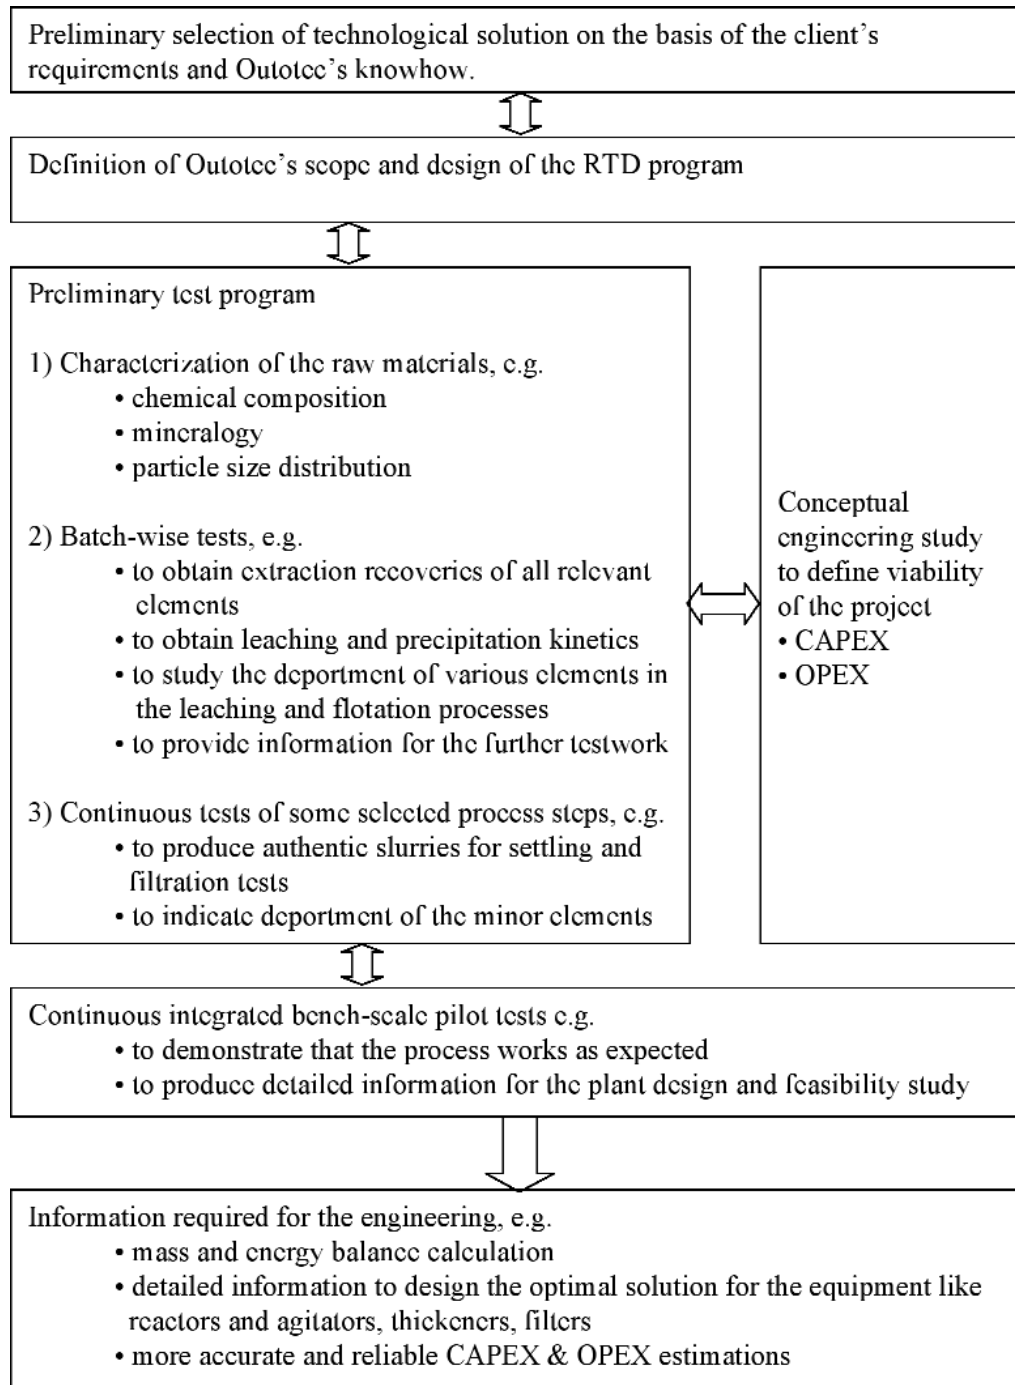 Preliminary selection of technological solution on the basis of the client's
requirements and Outotec's knowhow.
Definition of Outotec's scope and design of the RTD program
Preliminary test program
1) Characterization of the raw materials, e.g.
• chemical composition
• mineralogy
• particle size distribution
2) Batch-wise tests, e.g.
• to obtain extraction recoveries of all relevant
elements
• to obtain leaching and precipitation kinetics
• to study the department of various elements in
the leaching and flotation processes
• to provide information for the further testwork
3) Continuous tests of some selected process steps, e.g.
• to produce authentic slurries for settling and
filtration tests
• to indicate department of the minor elements
Conceptual
engineering study
to define viability
of the project
• CAPEX
• OPEX
Continuous integrated bench-scale pilot tests e.g.
• to demonstrate that the process works as expected
• to produce detailed information for the plant design and feasibility study
Information required for the engineering, e.g.
• mass and energy balance calculation
• detailed information to design the optimal solution for the equipment like
reactors and agitators, thickeners, filters
• more accurate and reliable CAPEX & OPEX estimations